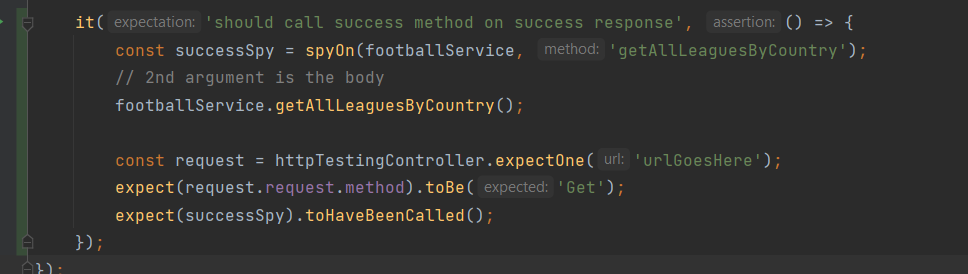 it( expectation: 'should call success method on success response', assertion: () => {
const successSpy = spyOn(footballService, method: 'getAllLeaguesByCountry');
// 2nd argument is the body
footballService.getAllLeaguesByCountry();
const request = httpTestingController.expectOne( url: 'urlGoesHere');
expect(request.request.method).toBe( expected: 'Get');
expect(successSpy).toHaveBeenCalled();
});
});